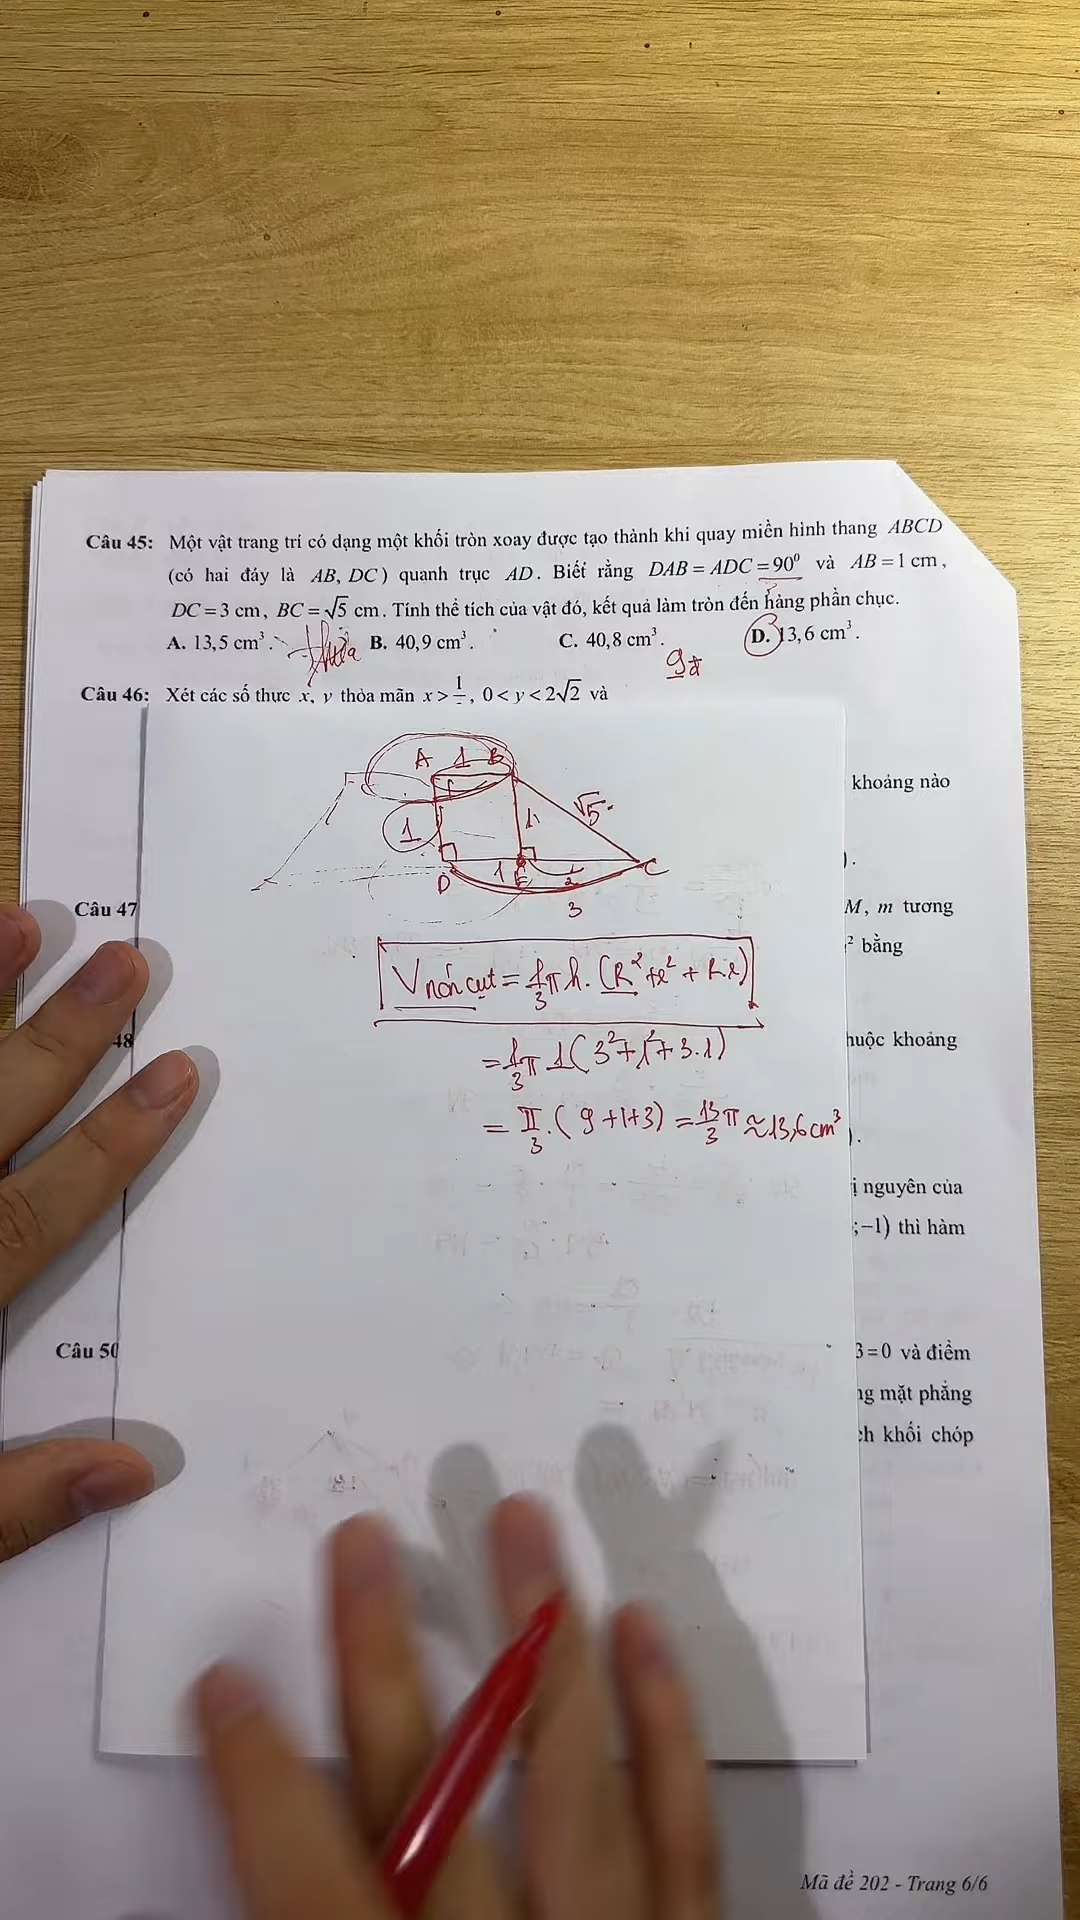 Câu 45: Một vật trang trí có dạng một khối tròn xoay được tạo thành khi quay miền hình thang ABCD
(có hai đáy là AB, DC) quanh trục AD. Biết rằng DAB = ADC = 90⁰ và AB = 1 cm,
DC = 3 cm, BC = √5 cm. Tính thể tích của vật đó, kết quả làm tròn đến hàng phần chục.
A. 13,5 cm³. B. 40,9 cm³. C. 40,8 cm³. D. 13,6 cm³.
Câu 46: Xét các số thực x, y thỏa mãn x > 1, 0 < y < 2√2 và
A 1 B
khoảng nào
1 1 √5
).
D 1 E 2 C
3
Câu 47 M, m tương
² bằng
V nón cụt = 1/3 π h. (R² + r² + R.r)
48 huộc khoảng
= 1/3 π 1 (3² + 1² + 3.1)
= π/3 . (9+1+3) = 13/3 π ≈ 13,6 cm³
).
ị nguyên của
;−1) thì hàm
Câu 50 3 = 0 và điểm
ng mặt phẳng
ch khối chóp
Mã đề 202 - Trang 6/6